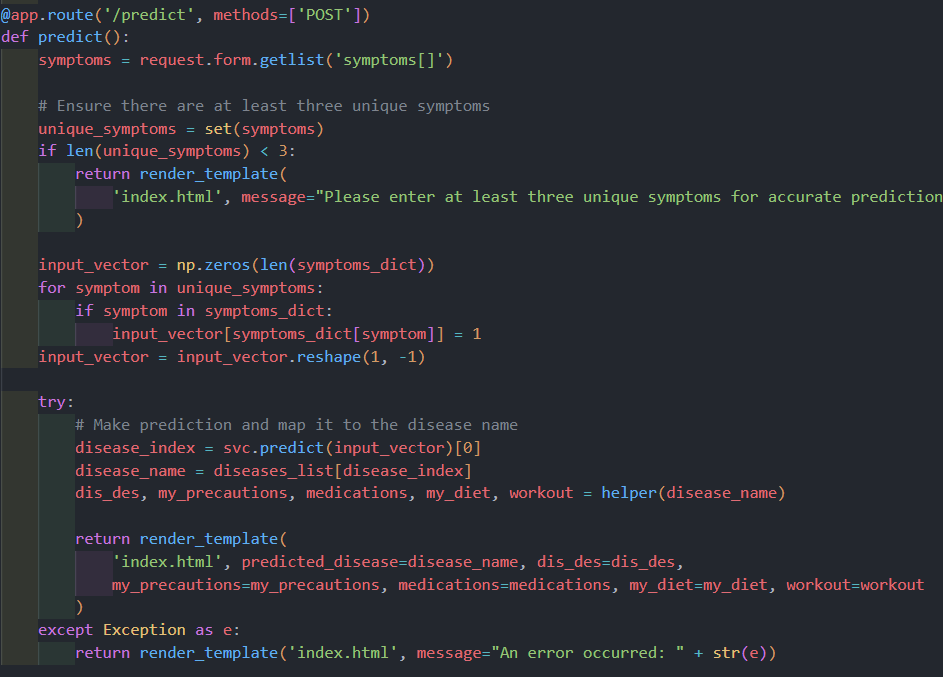 @app.route('/predict', methods=['POST'])
def predict():
    symptoms = request.form.getlist('symptoms[]')

    # Ensure there are at least three unique symptoms
    unique_symptoms = set(symptoms)
    if len(unique_symptoms) < 3:
        return render_template(
            'index.html', message="Please enter at least three unique symptoms for accurate prediction
        )

    input_vector = np.zeros(len(symptoms_dict))
    for symptom in unique_symptoms:
        if symptom in symptoms_dict:
            input_vector[symptoms_dict[symptom]] = 1
    input_vector = input_vector.reshape(1, -1)

    try:
        # Make prediction and map it to the disease name
        disease_index = svc.predict(input_vector)[0]
        disease_name = diseases_list[disease_index]
        dis_des, my_precautions, medications, my_diet, workout = helper(disease_name)

        return render_template(
            'index.html', predicted_disease=disease_name, dis_des=dis_des,
            my_precautions=my_precautions, medications=medications, my_diet=my_diet, workout=workout
        )
    except Exception as e:
        return render_template('index.html', message="An error occurred: " + str(e))